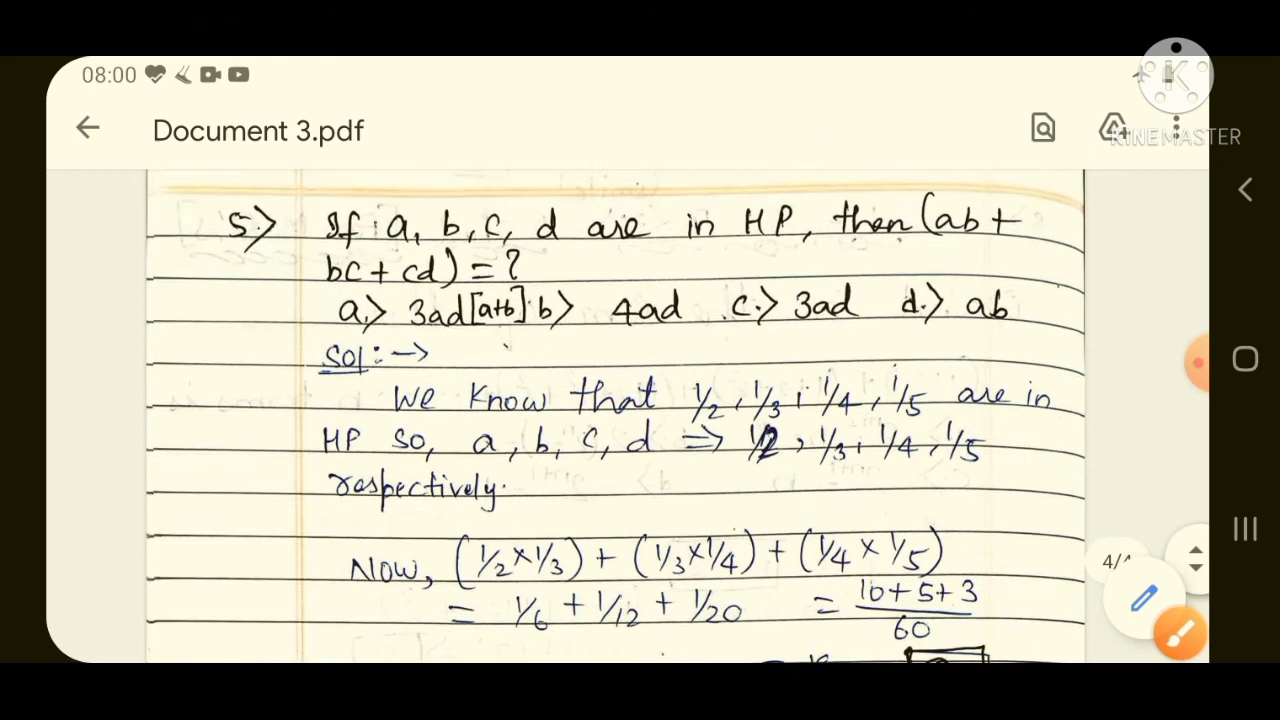 08:00
KINEMASTER
Document 3.pdf
5.> If a, b, c, d are in HP, then (ab +
bc + cd) = ?
a.> 3ad[a+b] b> 4ad c.> 3ad d.> ab
Sol:→
We know that 1/2, 1/3, 1/4, 1/5 are in
HP so, a, b, c, d ⇒ 1/2, 1/3, 1/4, 1/5
respectively.
Now, (1/2 × 1/3) + (1/3 × 1/4) + (1/4 × 1/5)
= 1/6 + 1/12 + 1/20 = 10 + 5 + 3
60
4/4